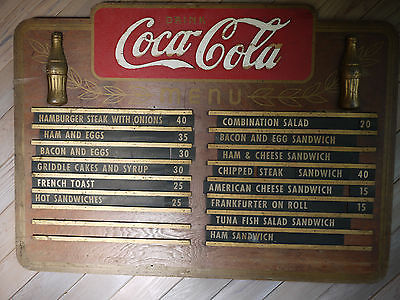 DRINK
Coca-Cola
menu
HAMBURGER STEAK WITH ONIONS 40
HAM AND EGGS 35
BACON AND EGGS 30
GRIDDLE CAKES AND SYRUP 30
FRENCH TOAST 25
HOT SANDWICHES 25
COMBINATION SALAD 20
BACON AND EGG SANDWICH
HAM & CHEESE SANDWICH
CHIPPED STEAK SANDWICH 40
AMERICAN CHEESE SANDWICH 15
FRANKFURTER ON ROLL 15
TUNA FISH SALAD SANDWICH
HAM SANDWICH